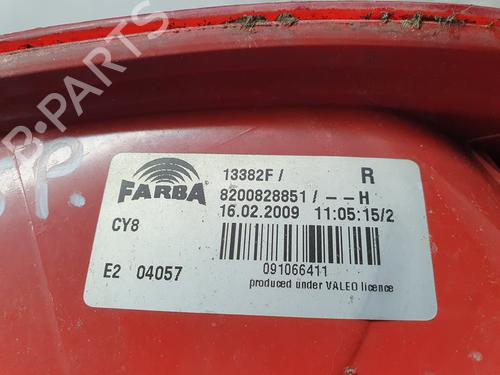 B-PARTS
FARBA
13382F / R
8200828851 / -- H
16.02.2009 11:05:15/2
CY8
E2 04057
091066411
produced under VALEO licence